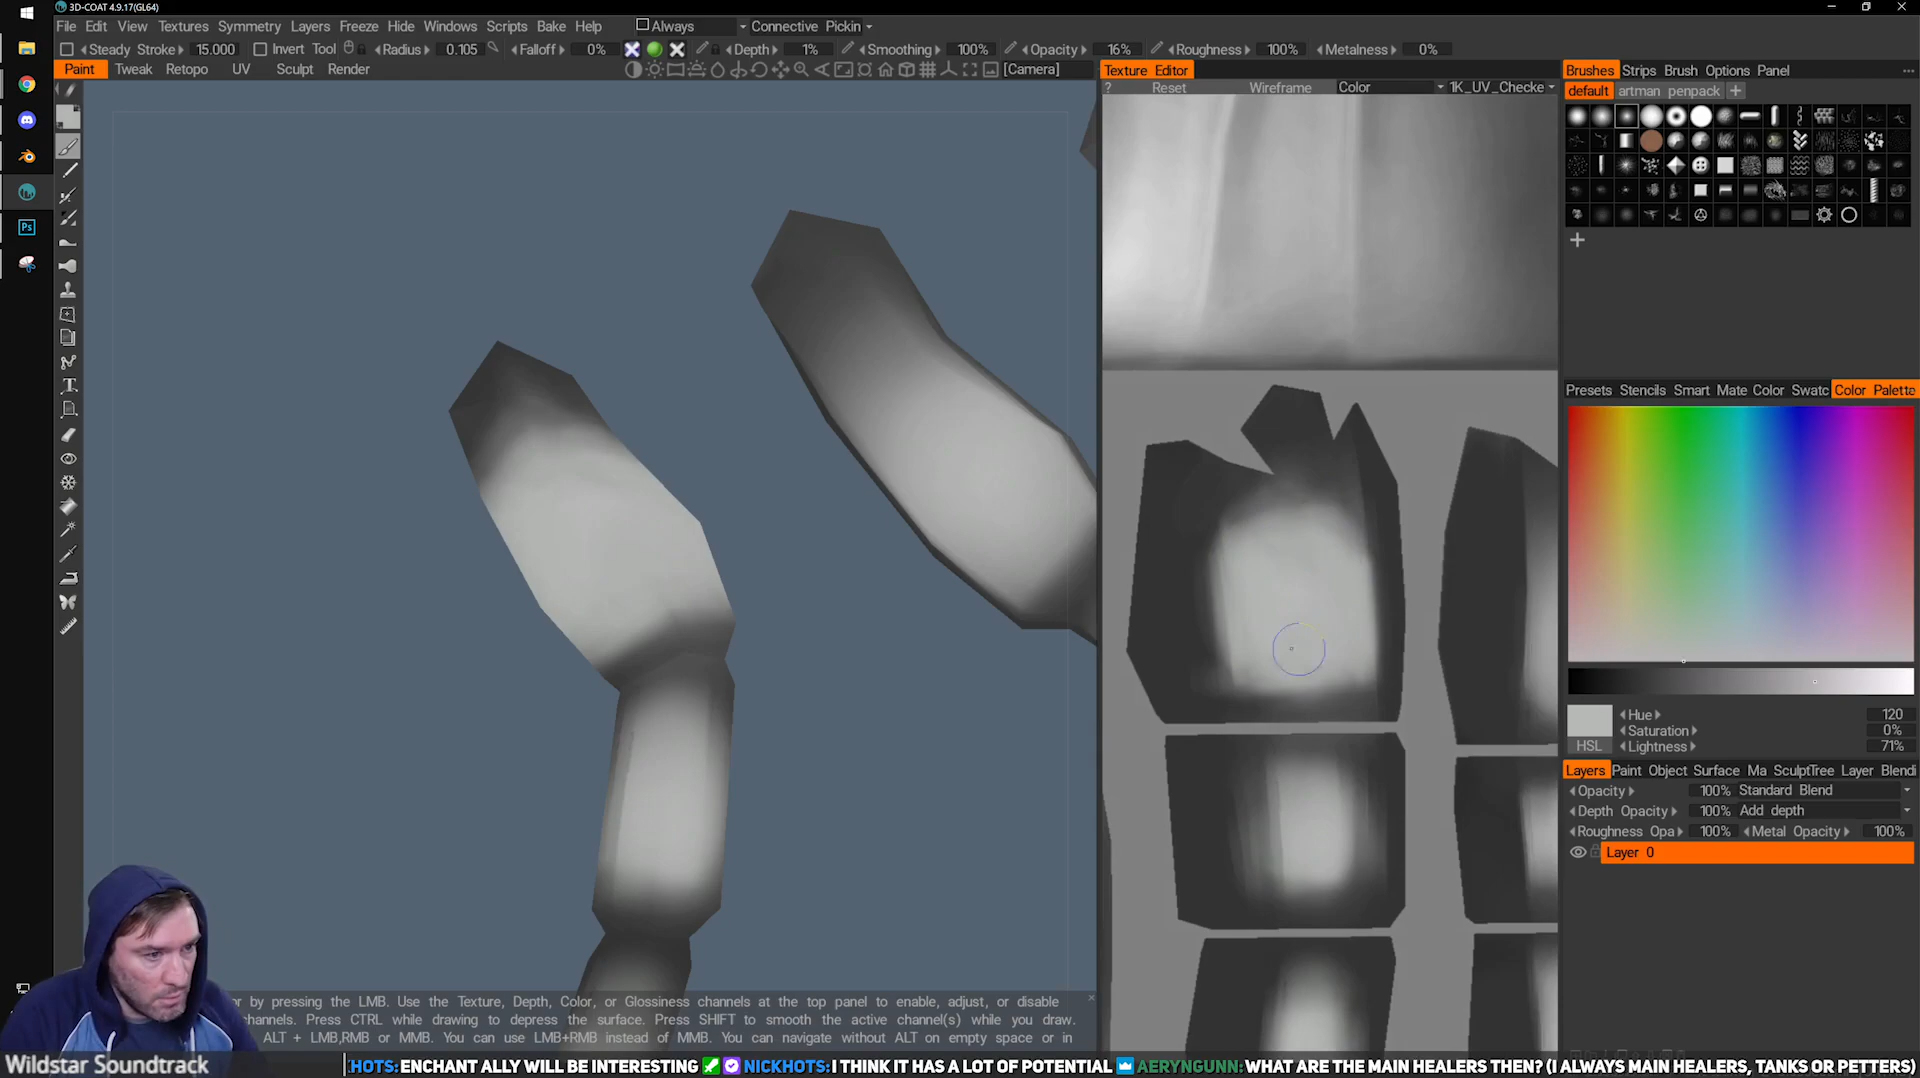 3D-COAT 4.9.17(GL64)
File Edit Textures Symmetry Layers Freeze Hide Windows Scripts Bake Help Always Connective Pickin
Steady Stroke 15.000 Invert Tool Radius 0.105 Falloff 0% Depth 1% Smoothing 100% Opacity 16% Roughness 100% Metalness 0%
Paint Tweak Retopo UV Sculpt Render [Camera]
Texture Editor
? Reset Wireframe Color 1K_UV_Checke
Brushes Strips Brush Options Panel
default artman penpack +
Presets Stencils Smart Mate Color Swatc Color Palette
Hue 120
Saturation 0%
HSL Lightness 71%
Layers Paint Object Surface Ma SculptTree Layer Blendi
Opacity 100% Standard Blend
Depth Opacity 100% Add depth
Roughness Opa 100% Metal Opacity 100%
Layer 0
or by pressing the LMB. Use the Texture, Depth, Color, or Glossiness channels at the top panel to enable, adjust, or disable
channels. Press CTRL while drawing to depress the surface. Press SHIFT to smooth the active channel(s) while you draw.
ALT + LMB,RMB or MMB. You can use LMB+RMB instead of MMB. You can navigate without ALT on empty space or in
Wildstar Soundtrack
HOTS: ENCHANT ALLY WILL BE INTERESTING NICKHOTS: I THINK IT HAS A LOT OF POTENTIAL AERYNGUNN: WHAT ARE THE MAIN HEALERS THEN? (I ALWAYS MAIN HEALERS, TANKS OR PETTERS)
Ps